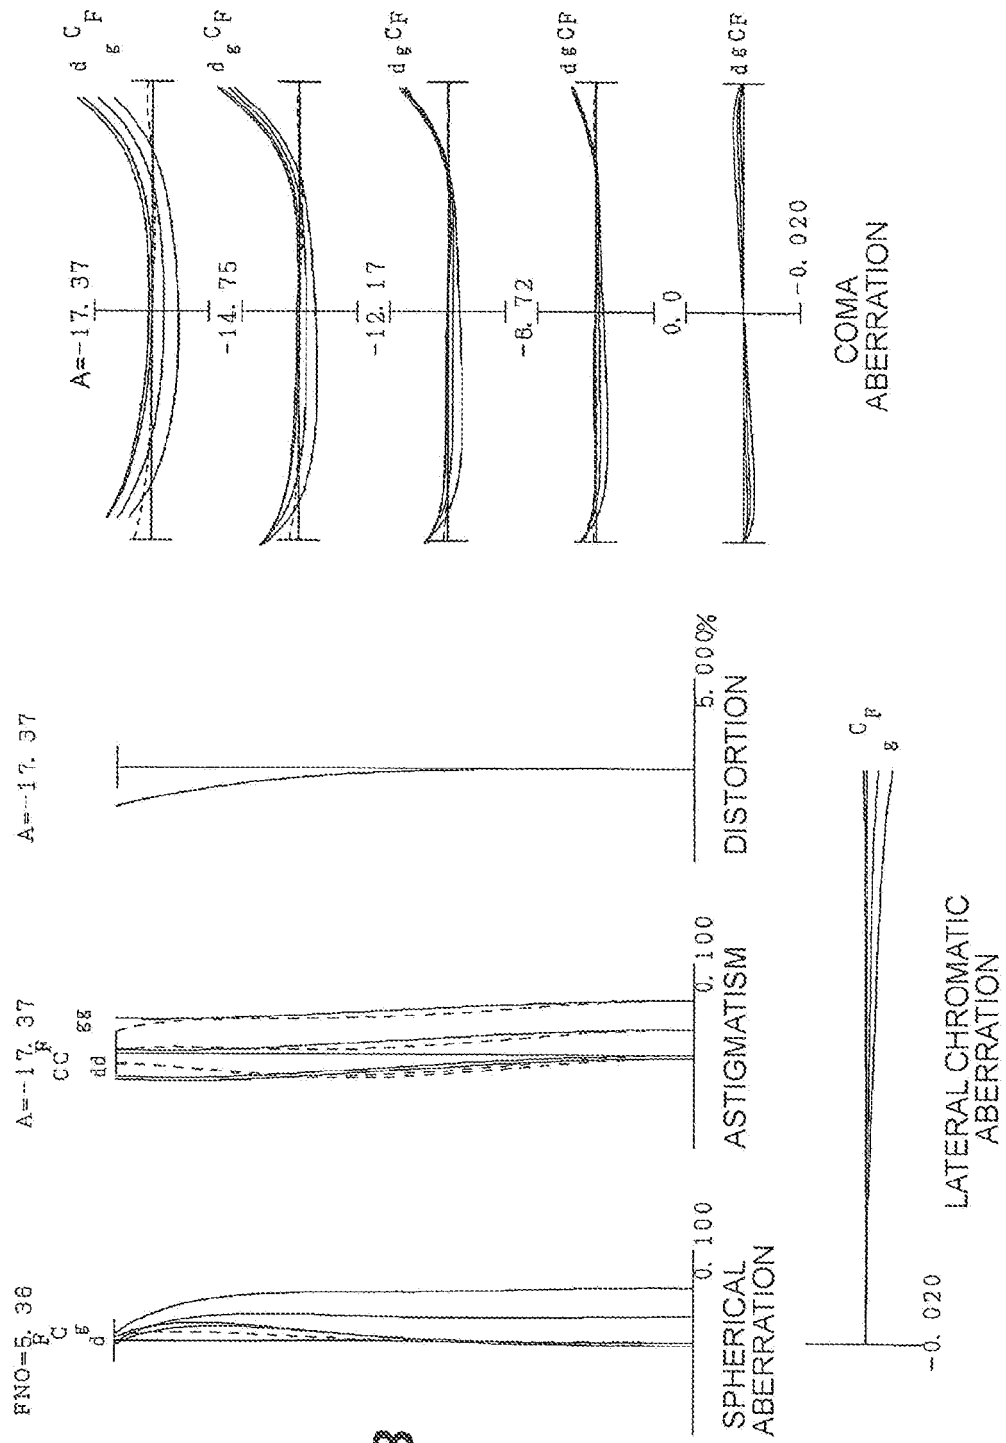 FNO=5.36
F
C
g
d
0.100
SPHERICAL
ABERRATION
A=-17.37
F
CC
gg
dd
0.100
ASTIGMATISM
A=-17.37
5.000%
DISTORTION
-0.020
C
F
g
LATERAL CHROMATIC
ABERRATION
A=-17.37
d
g
C
F
-14.75
d
g
C
F
-12.17
d g C F
-8.72
d g C F
0.0
d g C F
-0.020
COMA
ABERRATION